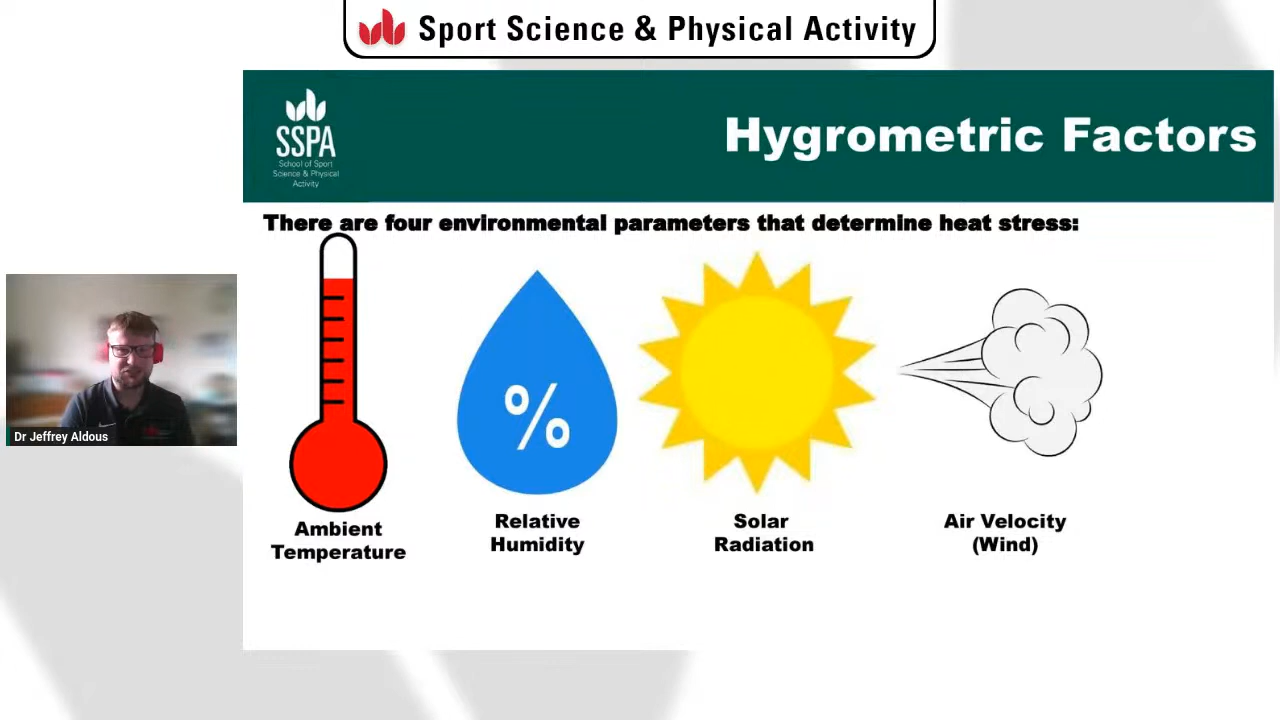 Sport Science & Physical Activity
SSPA
School of Sport
Science & Physical
Activity
Hygrometric Factors
There are four environmental parameters that determine heat stress:
%
Ambient
Temperature
Relative
Humidity
Solar
Radiation
Air Velocity
(Wind)
Dr Jeffrey Aldous